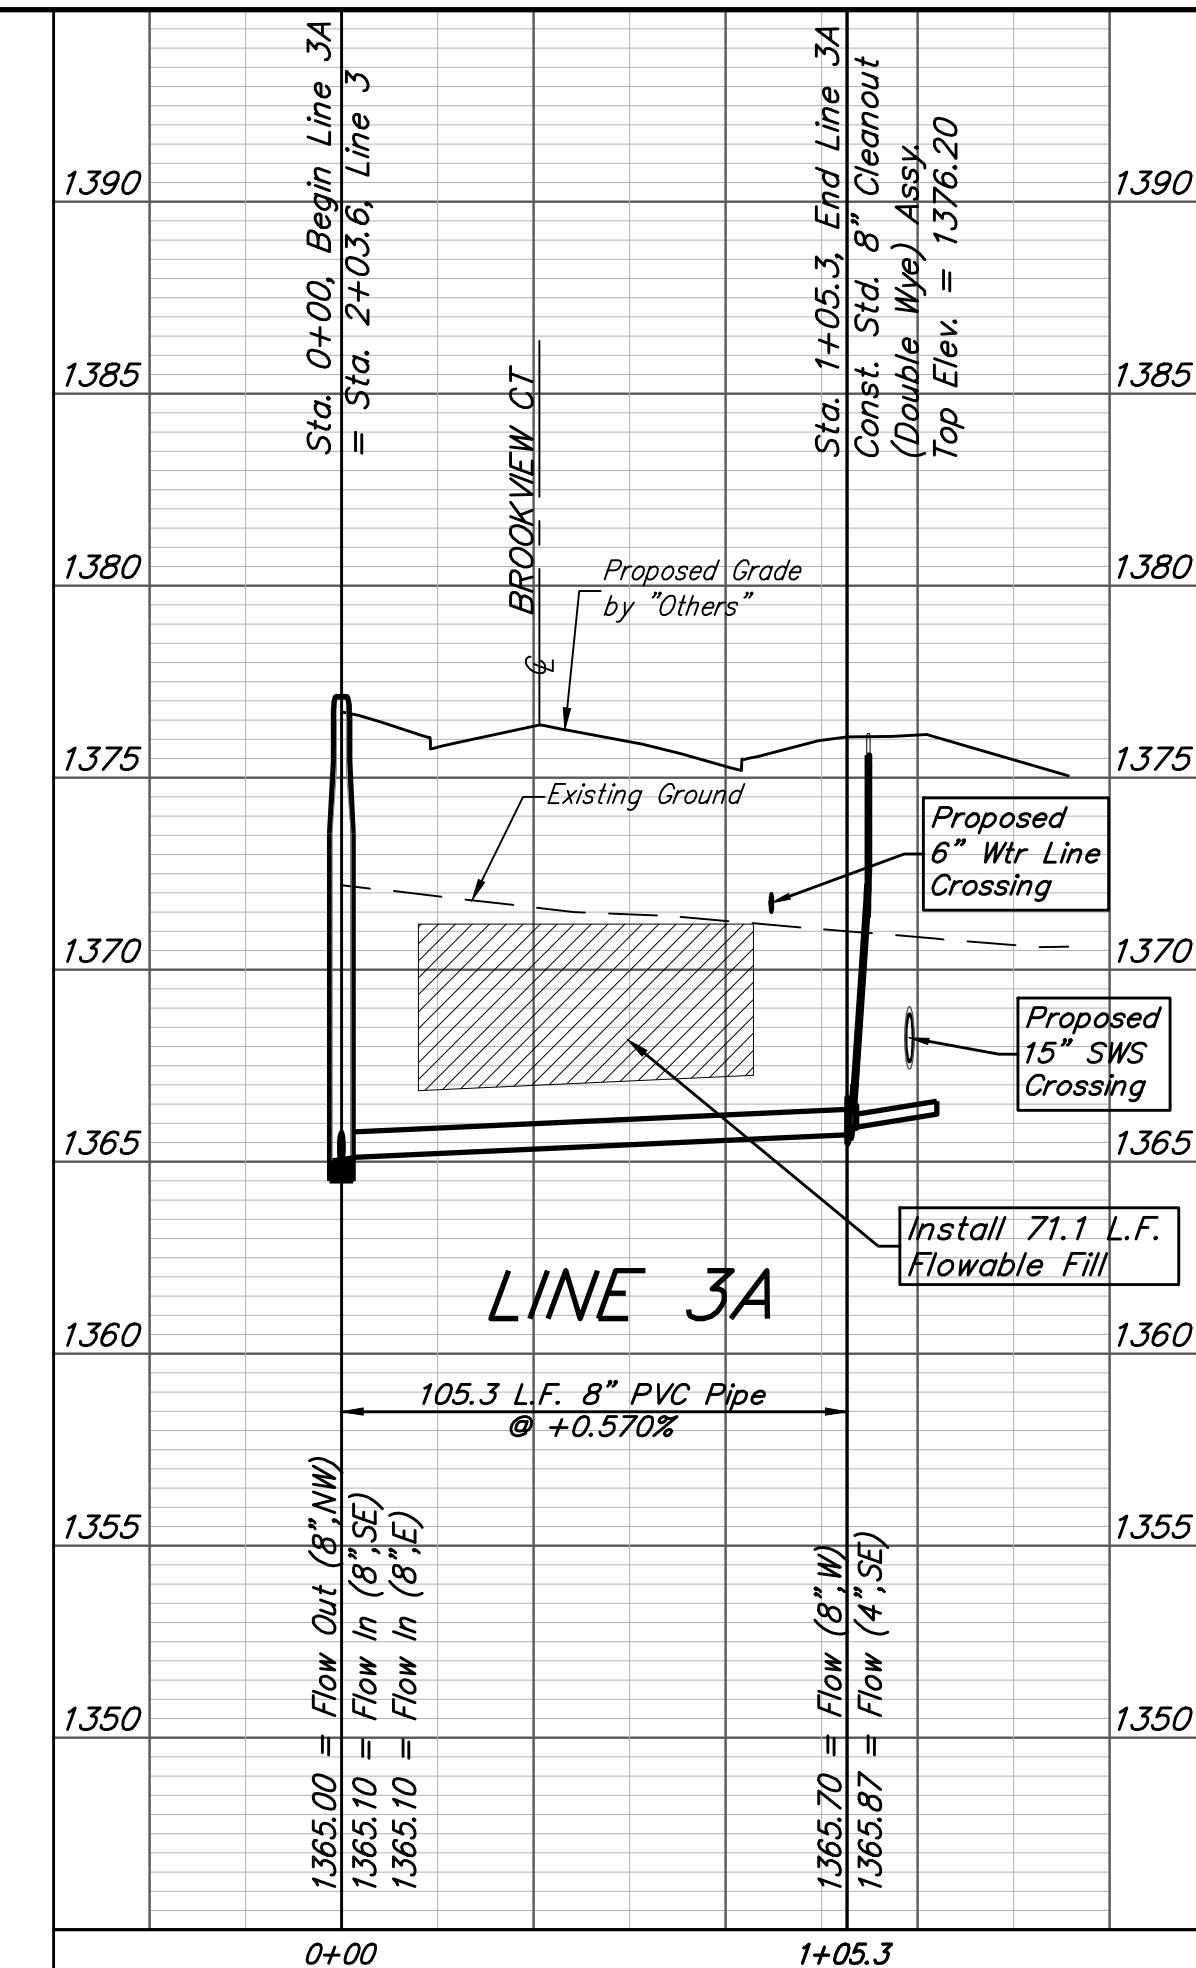 Sta. 0+00, Begin Line 3A
= Sta. 2+03.6, Line 3
Sta. 1+05.3, End Line 3A
Const. Std. 8" Cleanout
(Double Wye) Assy.
Top Elev. = 1376.20
1390
1390
1385
1385
BROOKVIEW CT
1380
1380
Proposed Grade
by "Others"
℄
1375
1375
Existing Ground
Proposed
6" Wtr Line
Crossing
1370
1370
Proposed
15" SWS
Crossing
1365
1365
Install 71.1 L.F.
Flowable Fill
LINE 3A
1360
1360
105.3 L.F. 8" PVC Pipe
@ +0.570%
1355
1355
1350
1350
1365.00 = Flow Out (8",NW)
1365.10 = Flow In (8",SE)
1365.10 = Flow In (8",E)
1365.70 = Flow (8",W)
1365.87 = Flow (4",SE)
0+00
1+05.3